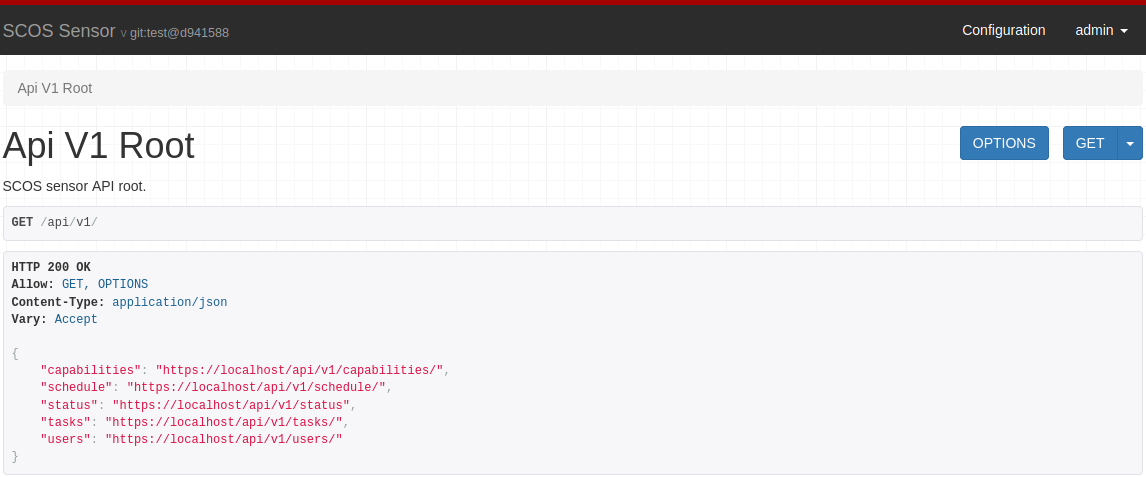 SCOS Sensor v git:test@d941588 Configuration admin
Api V1 Root
Api V1 Root OPTIONS GET
SCOS sensor API root.
GET /api/v1/
HTTP 200 OK
Allow: GET, OPTIONS
Content-Type: application/json
Vary: Accept
{
    "capabilities": "https://localhost/api/v1/capabilities/",
    "schedule": "https://localhost/api/v1/schedule/",
    "status": "https://localhost/api/v1/status",
    "tasks": "https://localhost/api/v1/tasks/",
    "users": "https://localhost/api/v1/users/"
}